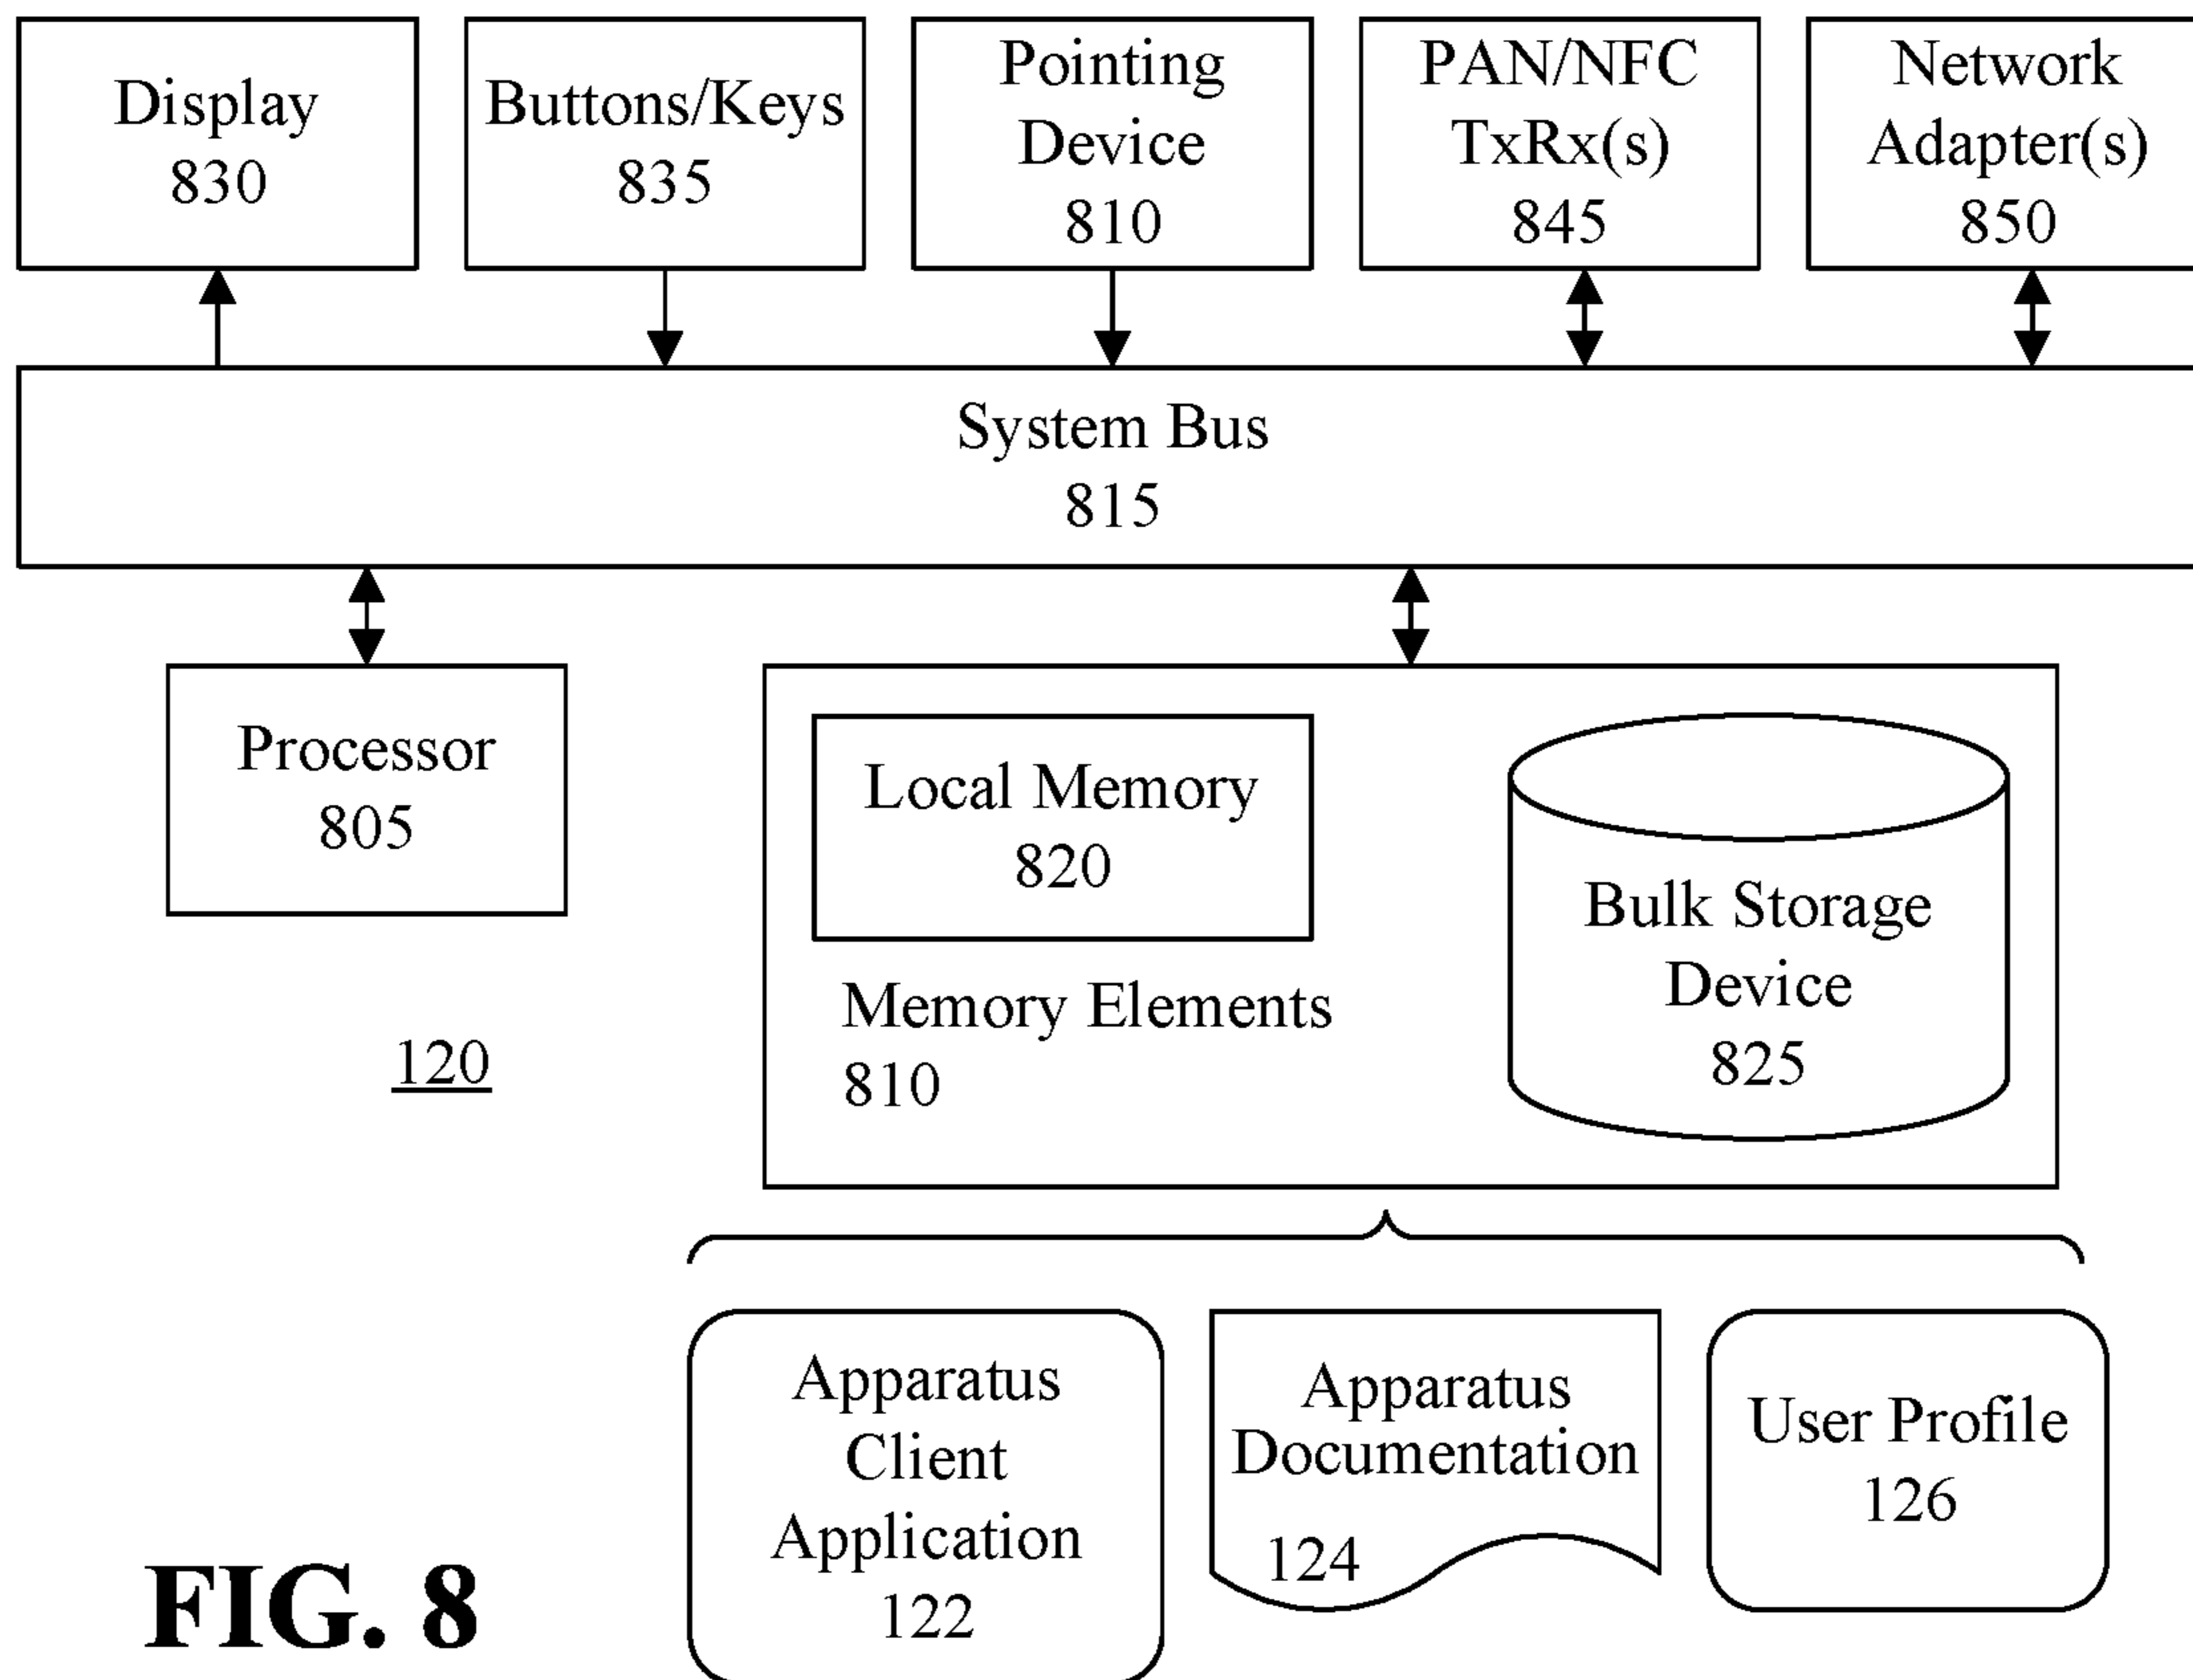 Display
830
Buttons/Keys
835
Pointing
Device
810
PAN/NFC
TxRx(s)
845
Network
Adapter(s)
850
System Bus
815
Processor
805
Local Memory
820
Memory Elements
810
Bulk Storage
Device
825
120
Apparatus
Client
Application
122
Apparatus
Documentation
124
User Profile
126
FIG. 8